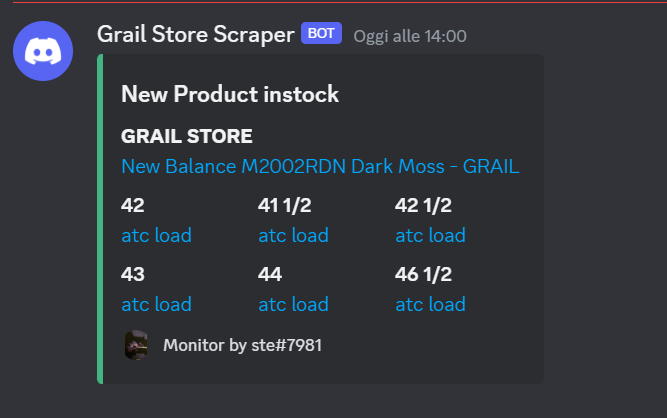 Grail Store Scraper BOT Oggi alle 14:00
New Product instock
GRAIL STORE
New Balance M2002RDN Dark Moss - GRAIL
42 41 1/2 42 1/2
atc load atc load atc load
43 44 46 1/2
atc load atc load atc load
Monitor by ste#7981